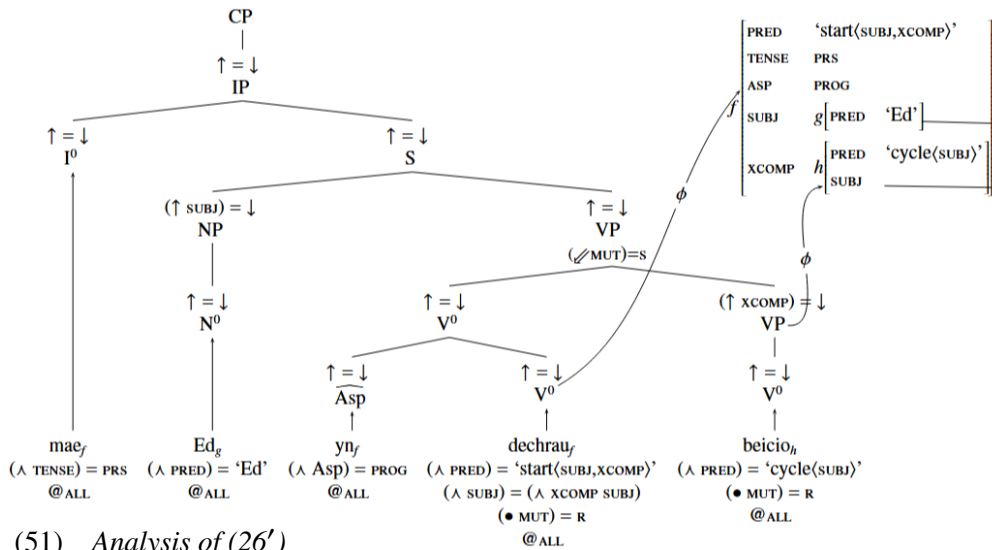 CP
↑ = ↓
IP
↑ = ↓ ↑ = ↓
I⁰ S
(↑ SUBJ) = ↓ ↑ = ↓
NP VP
(⇙MUT)=S
↑ = ↓ ↑ = ↓ (↑ XCOMP) = ↓
N⁰ V⁰ VP
↑ = ↓ ↑ = ↓ ↑ = ↓
Asp V⁰ V⁰
mae_f Ed_g yn_f dechrau_f beicio_h
(⋏ TENSE) = PRS (⋏ PRED) = ‘Ed’ (⋏ Asp) = PROG (⋏ PRED) = ‘start⟨SUBJ,XCOMP⟩’ (⋏ PRED) = ‘cycle⟨SUBJ⟩’
@ALL @ALL @ALL (⋏ SUBJ) = (⋏ XCOMP SUBJ) (● MUT) = R
(● MUT) = R @ALL
@ALL
PRED ‘start⟨SUBJ,XCOMP⟩’
TENSE PRS
ASP PROG
f SUBJ g[PRED ‘Ed’]
XCOMP h[PRED ‘cycle⟨SUBJ⟩’
SUBJ]
ϕ
ϕ
(51) Analysis of (26′)